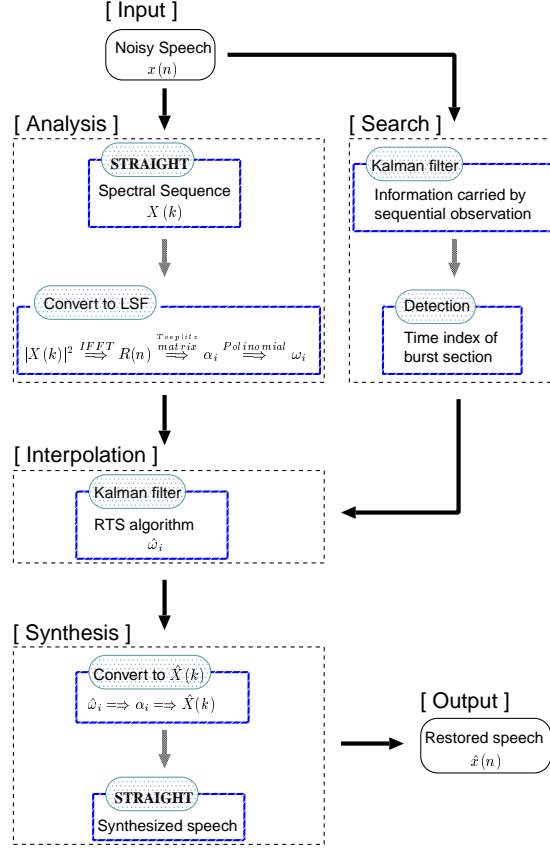 [ Input ]
Noisy Speech
x(n)
[ Analysis ]
STRAIGHT
Spectral Sequence
X(k)
Convert to LSF
|X(k)|² IFFT ⟹ R(n) Toeplitz matrix ⟹ αᵢ Polinomial ⟹ ωᵢ
[ Search ]
Kalman filter
Information carried by
sequential observation
Detection
Time index of
burst section
[ Interpolation ]
Kalman filter
RTS algorithm
ω̂ᵢ
[ Synthesis ]
Convert to X̂(k)
ω̂ᵢ ⟹ αᵢ ⟹ X̂(k)
STRAIGHT
Synthesized speech
[ Output ]
Restored speech
x̂(n)